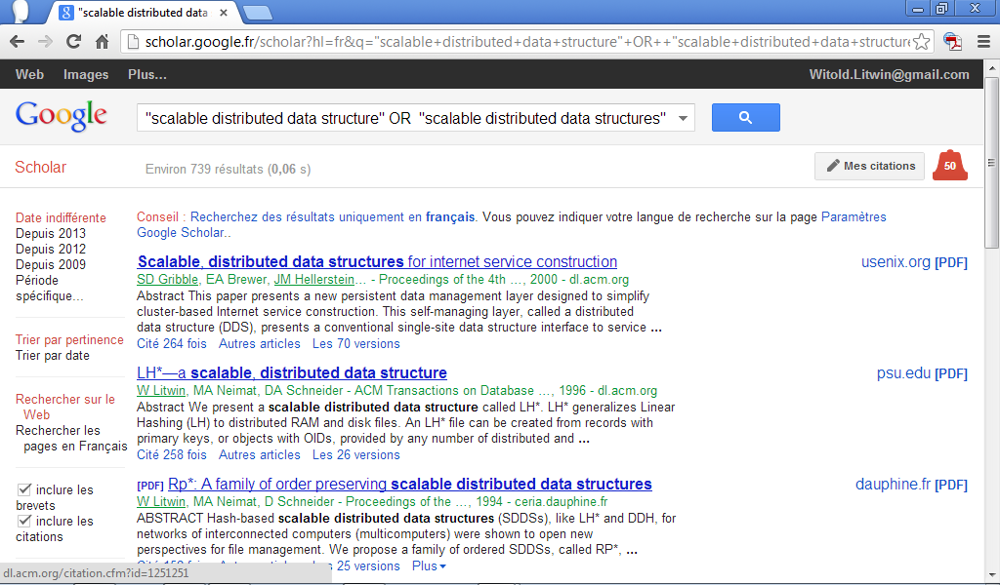 "scalable distributed data
scholar.google.fr/scholar?hl=fr&q="scalable+distributed+data+structure"+OR++"scalable+distributed+data+structure
Web Images Plus... Witold.Litwin@gmail.com
Google "scalable distributed data structure" OR "scalable distributed data structures"
Scholar Environ 739 résultats (0,06 s) Mes citations 50
Date indifférente
Depuis 2013
Depuis 2012
Depuis 2009
Période
spécifique...
Trier par pertinence
Trier par date
Rechercher sur le
Web
Rechercher les
pages en Français
inclure les
brevets
inclure les
citations
Conseil : Recherchez des résultats uniquement en français. Vous pouvez indiquer votre langue de recherche sur la page Paramètres
Google Scholar..
Scalable, distributed data structures for internet service construction usenix.org [PDF]
SD Gribble, EA Brewer, JM Hellerstein... - Proceedings of the 4th ..., 2000 - dl.acm.org
Abstract This paper presents a new persistent data management layer designed to simplify
cluster-based Internet service construction. This self-managing layer, called a distributed
data structure (DDS), presents a conventional single-site data structure interface to service ...
Cité 264 fois Autres articles Les 70 versions
LH*—a scalable, distributed data structure psu.edu [PDF]
W Litwin, MA Neimat, DA Schneider - ACM Transactions on Database ..., 1996 - dl.acm.org
Abstract We present a scalable distributed data structure called LH*. LH* generalizes Linear
Hashing (LH) to distributed RAM and disk files. An LH* file can be created from records with
primary keys, or objects with OIDs, provided by any number of distributed and ...
Cité 258 fois Autres articles Les 26 versions
[PDF] Rp*: A family of order preserving scalable distributed data structures dauphine.fr [PDF]
W Litwin, MA Neimat, D Schneider - Proceedings of the ..., 1994 - ceria.dauphine.fr
ABSTRACT Hash-based scalable distributed data structures (SDDSs), like LH* and DDH, for
networks of interconnected computers (multicomputers) were shown to open new
perspectives for file management. We propose a family of ordered SDDSs, called RP*, ...
25 versions Plus
dl.acm.org/citation.cfm?id=1251251